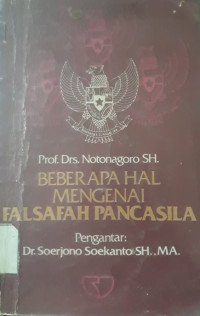 Prof. Drs. Notonagoro SH.
BEBERAPA HAL
MENGENAI
FALSAFAH PANCASILA
Pengantar:
Dr. Soerjono Soekanto SH., MA.